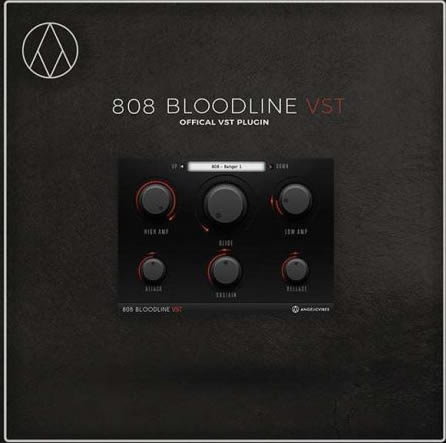 808 BLOODLINE VST
OFFICAL VST PLUGIN
UP
808 - Banger 1
DOWN
HIGH AMP
GLIDE
LOW AMP
ATTACK
SUSTAIN
RELEASE
808 BLOODLINE VST
ANGELICVIBES